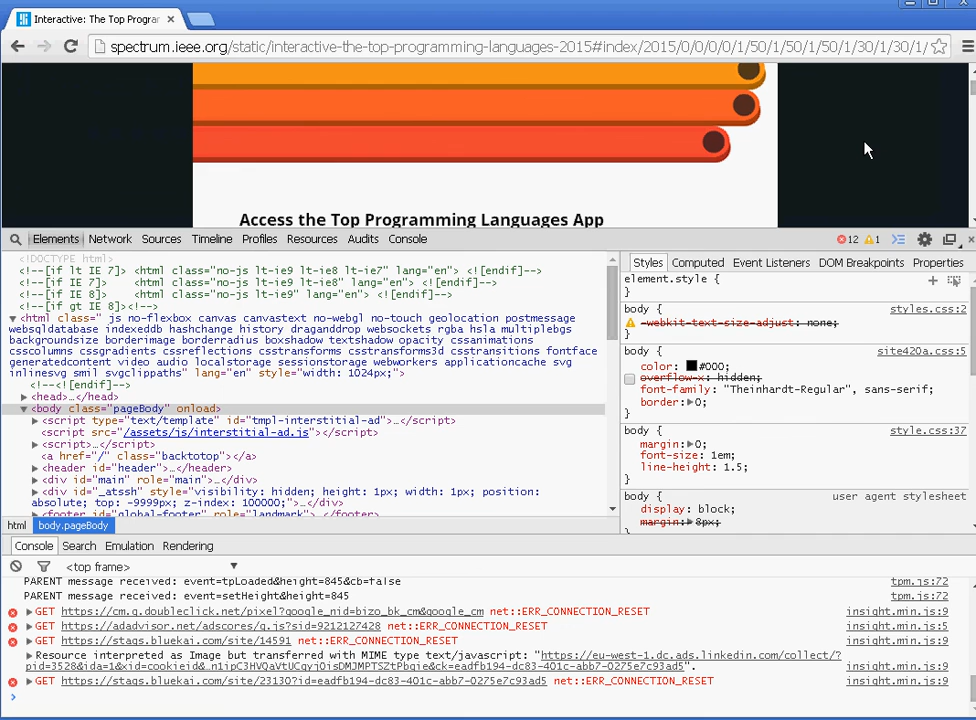 Interactive: The Top Progra
spectrum.ieee.org/static/interactive-the-top-programming-languages-2015#index/2015/0/0/0/0/1/50/1/50/1/50/1/30/1/30/1/
Access the Top Programming Languages App
Elements Network Sources Timeline Profiles Resources Audits Console 12 1
<!DOCTYPE html>
<!--[if lt IE 7]> <html class="no-js lt-ie9 lt-ie8 lt-ie7" lang="en"> <![endif]-->
<!--[if IE 7]> <html class="no-js lt-ie9 lt-ie8" lang="en"> <![endif]-->
<!--[if IE 8]> <html class="no-js lt-ie9" lang="en"> <![endif]-->
<!--[if gt IE 8]><!-->
<html class=" js no-flexbox canvas canvastext no-webgl no-touch geolocation postmessage
websqldatabase indexeddb hashchange history draganddrop websockets rgba hsla multiplebgs
backgroundsize borderimage borderradius boxshadow textshadow opacity cssanimations
csscolumns cssgradients cssreflections csstransforms csstransforms3d csstransitions fontface
generatedcontent video audio localstorage sessionstorage webworkers applicationcache svg
inlinesvg smil svgclippaths" lang="en" style="width: 1024px;">
<!--<![endif]-->
<head>…</head>
<body class="pageBody" onload>
<script type="text/template" id="tmpl-interstitial-ad">…</script>
<script src="/assets/js/interstitial-ad.js"></script>
<script>…</script>
<a href="/" class="backtotop"></a>
<header id="header">…</header>
<div id="main" role="main">…</div>
<div id="_atssh" style="visibility: hidden; height: 1px; width: 1px; position:
absolute; top: -9999px; z-index: 100000;">…</div>
<footer id="global-footer" role="landmark">…</footer>
html body.pageBody
Styles Computed Event Listeners DOM Breakpoints Properties
element.style {
}
body { styles.css:2
-webkit-text-size-adjust: none;
}
body { site420a.css:5
color: #000;
overflow-x: hidden;
font-family: "Theinhardt-Regular", sans-serif;
border: 0;
}
body { style.css:37
margin: 0;
font-size: 1em;
line-height: 1.5;
}
body { user agent stylesheet
display: block;
margin: 8px;
}
Console Search Emulation Rendering
<top frame>
PARENT message received: event=tpLoaded&height=845&cb=false tpm.js:72
PARENT message received: event=setHeight&height=845 tpm.js:72
GET https://cm.g.doubleclick.net/pixel?google_nid=bizo_bk_cm&google_cm net::ERR_CONNECTION_RESET insight.min.js:9
GET https://adadvisor.net/adscores/g.js?sid=9212127428 net::ERR_CONNECTION_RESET insight.min.js:5
GET https://stags.bluekai.com/site/14591 net::ERR_CONNECTION_RESET insight.min.js:9
Resource interpreted as Image but transferred with MIME type text/javascript: "https://eu-west-1.dc.ads.linkedin.com/collect/?
insight.min.js:9
GET https://stags.bluekai.com/site/23130?id=eadfb194-dc83-401c-abb7-0275e7c93ad5 net::ERR_CONNECTION_RESET insight.min.js:9